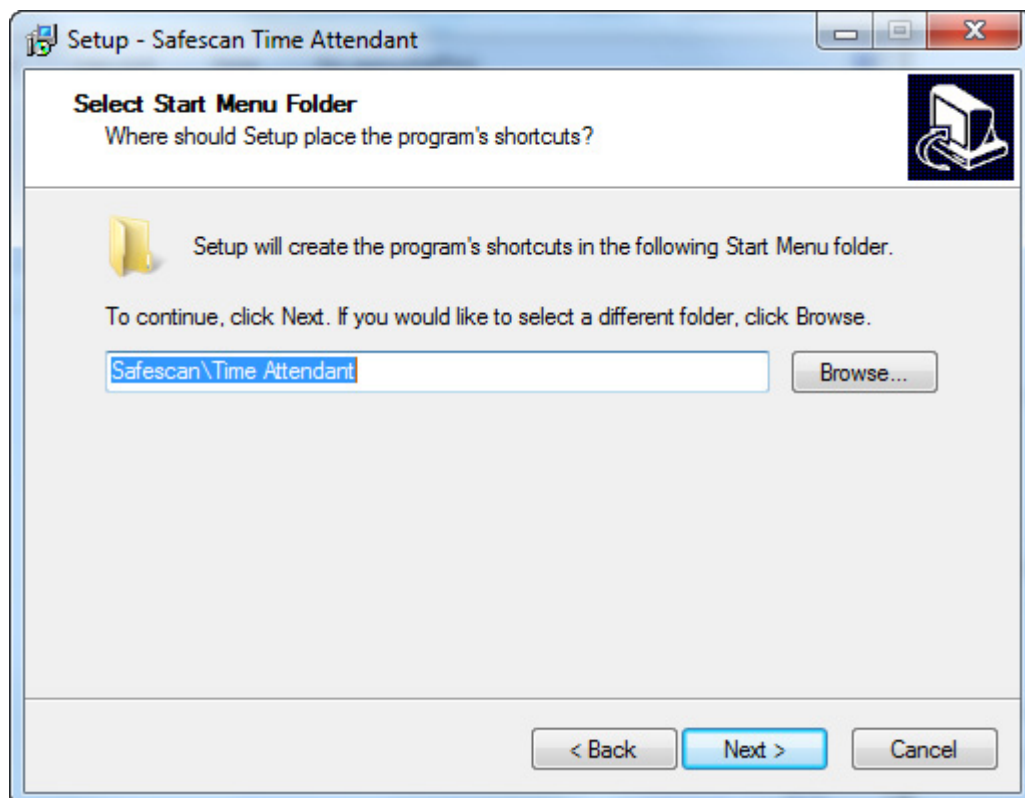 Setup - Safescan Time Attendant
Select Start Menu Folder
Where should Setup place the program's shortcuts?
Setup will create the program's shortcuts in the following Start Menu folder.
To continue, click Next. If you would like to select a different folder, click Browse.
Safescan\Time Attendant
Browse...
< Back
Next >
Cancel